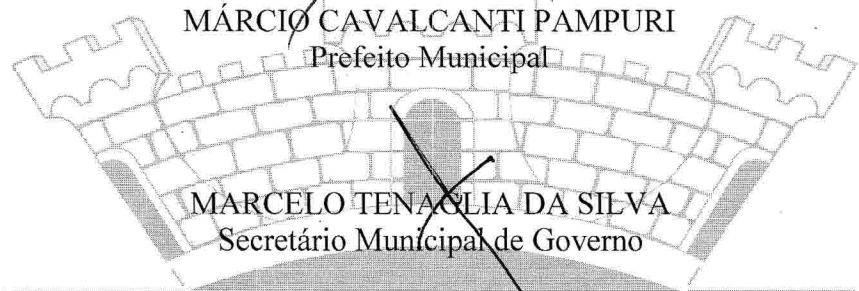 MÁRCIO CAVALCANTI PAMPURI
Prefeito Municipal
MARCELO TENAGLIA DA SILVA
Secretário Municipal de Governo